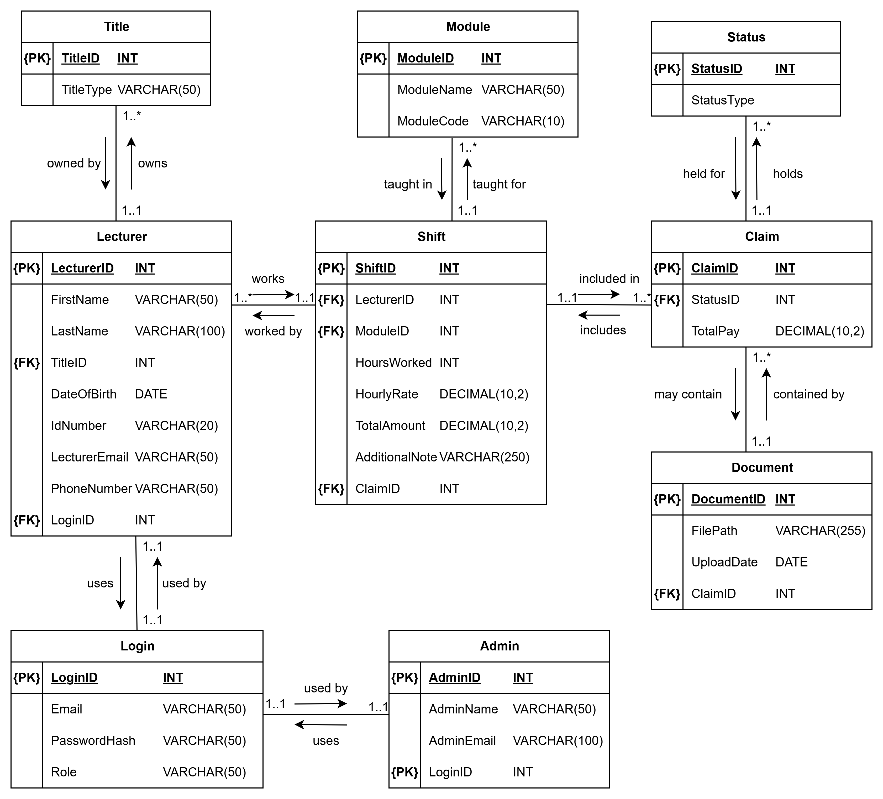 Title
{PK} TitleID INT
TitleType VARCHAR(50)
1..*
owned by
owns
1..1
Module
{PK} ModuleID INT
ModuleName VARCHAR(50)
ModuleCode VARCHAR(10)
1..*
taught in
taught for
1..1
Status
{PK} StatusID INT
StatusType
1..*
held for
holds
1..1
Lecturer
{PK} LecturerID INT
FirstName VARCHAR(50)
LastName VARCHAR(100)
{FK} TitleID INT
DateOfBirth DATE
IdNumber VARCHAR(20)
LecturerEmail VARCHAR(50)
PhoneNumber VARCHAR(50)
{FK} LoginID INT
works
1..* 1..1
worked by
Shift
{PK} ShiftID INT
{FK} LecturerID INT
{FK} ModuleID INT
HoursWorked INT
HourlyRate DECIMAL(10,2)
TotalAmount DECIMAL(10,2)
AdditionalNote VARCHAR(250)
{FK} ClaimID INT
included in
1..1 1..*
includes
Claim
{PK} ClaimID INT
{FK} StatusID INT
TotalPay DECIMAL(10,2)
1..*
may contain
contained by
1..1
Document
{PK} DocumentID INT
FilePath VARCHAR(255)
UploadDate DATE
{FK} ClaimID INT
1..1
uses
used by
1..1
Login
{PK} LoginID INT
Email VARCHAR(50)
PasswordHash VARCHAR(50)
Role VARCHAR(50)
used by
1..1 1..1
uses
Admin
{PK} AdminID INT
AdminName VARCHAR(50)
AdminEmail VARCHAR(100)
{PK} LoginID INT